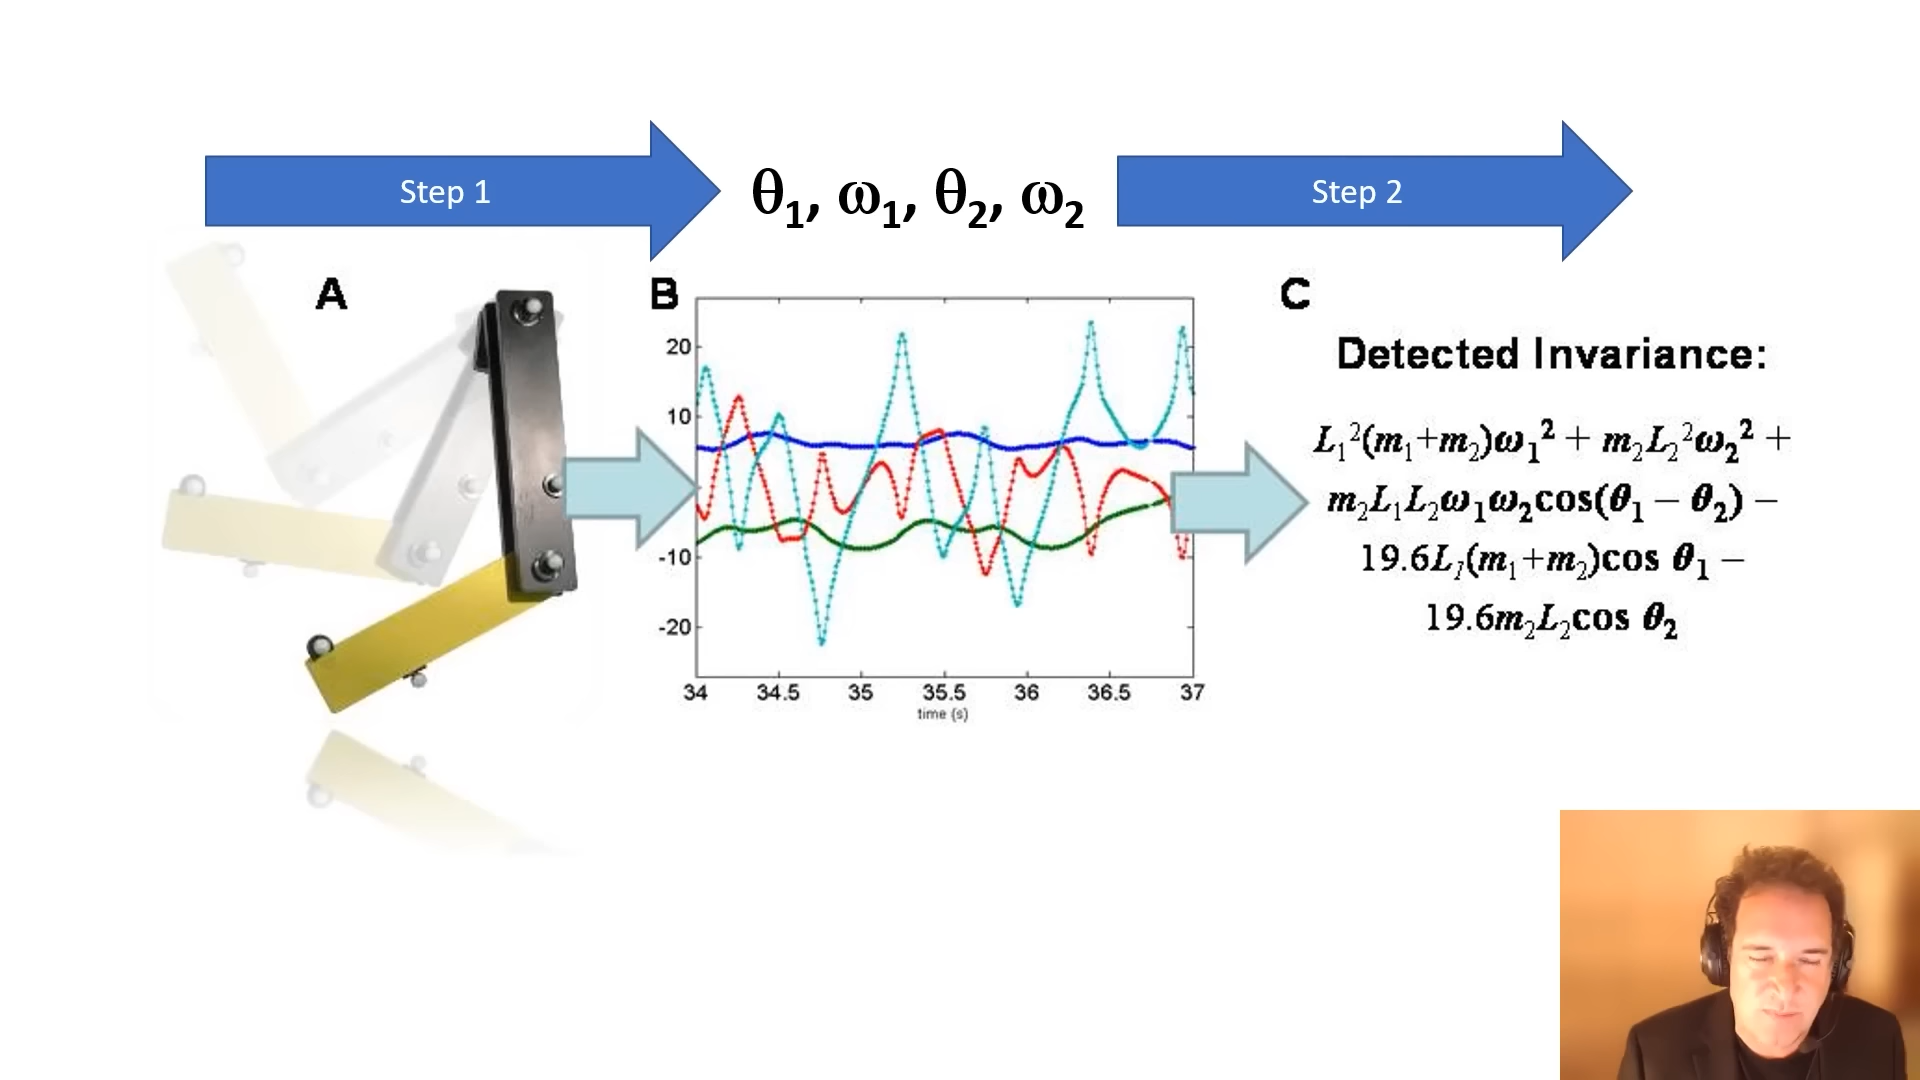 Step 1
θ₁, ω₁, θ₂, ω₂
Step 2
A
B
C
20
10
-10
-20
34 34.5 35 35.5 36 36.5 37
time (s)
Detected Invariance:
L₁²(m₁+m₂)ω₁² + m₂L₂²ω₂² +
m₂L₁L₂ω₁ω₂cos(θ₁ − θ₂) −
19.6L₁(m₁+m₂)cos θ₁ −
19.6m₂L₂cos θ₂